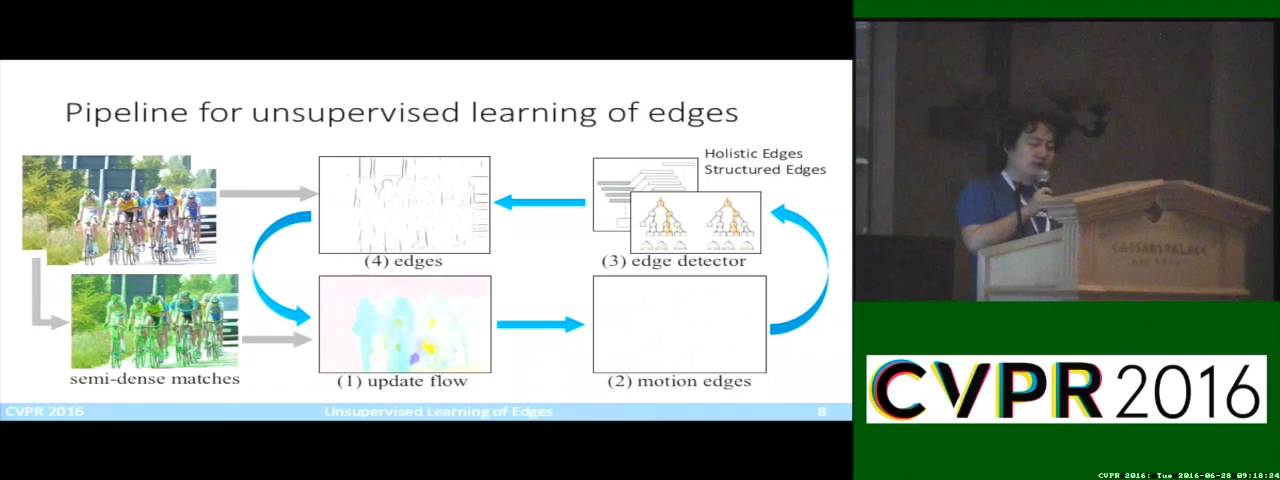 Pipeline for unsupervised learning of edges
Holistic Edges
Structured Edges
(4) edges
(3) edge detector
semi-dense matches
(1) update flow
(2) motion edges
CVPR 2016
Unsupervised Learning of Edges
8
CAESARS PALACE
CVPR 2016
CVPR 2016: Tue 2016-06-28 09:18:24